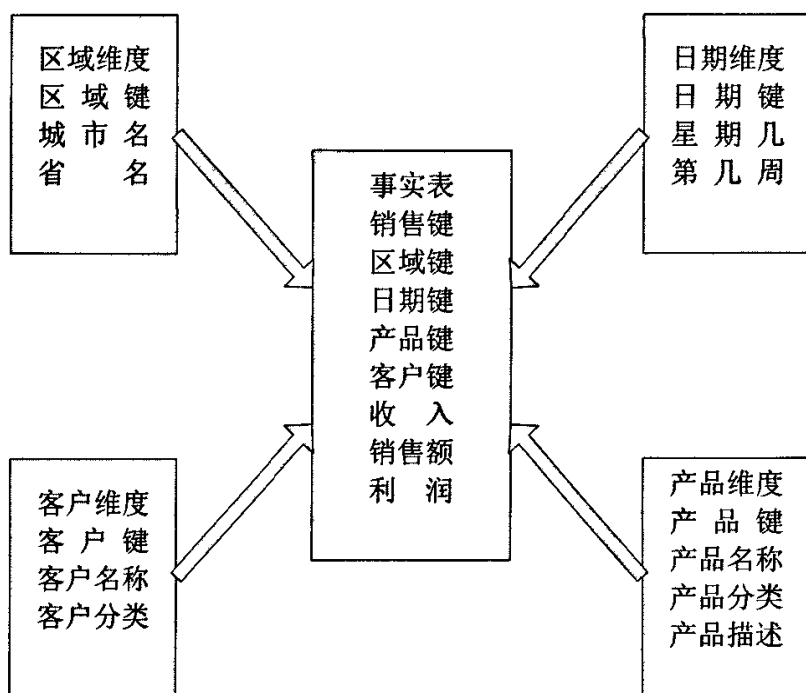 区域维度
区域键
城市名
省名
日期维度
日期键
星期几
第几周
事实表
销售键
区域键
日期键
产品键
客户键
收入
销售额
利润
客户维度
客户键
客户名称
客户分类
产品维度
产品键
产品名称
产品分类
产品描述